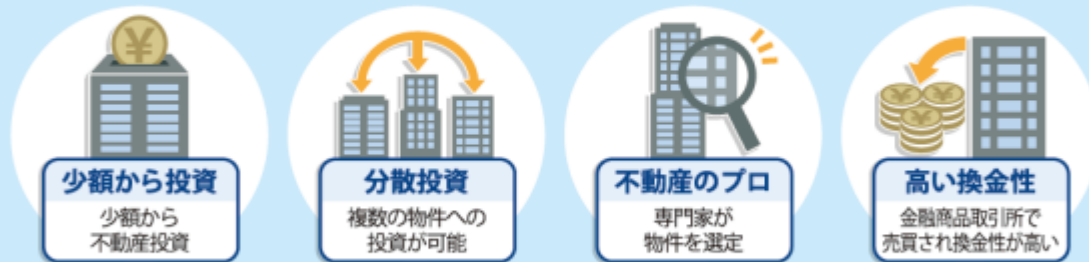 ¥
少額から投資
少額から
不動産投資
分散投資
複数の物件への
投資が可能
不動産のプロ
専門家が
物件を選定
¥ ¥
¥
高い換金性
金融商品取引所で
売買され換金性が高い